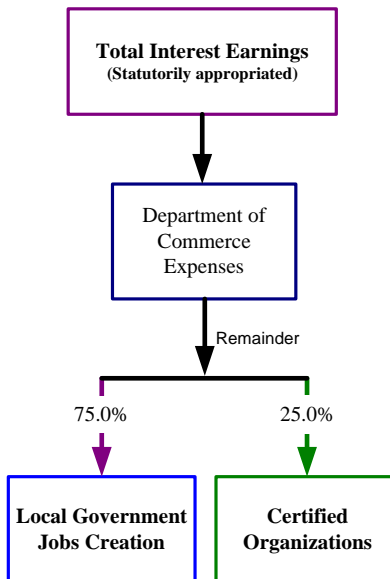 Total Interest Earnings
(Statutorily appropriated)
Department of
Commerce
Expenses
Remainder
75.0%
25.0%
Local Government
Jobs Creation
Certified
Organizations